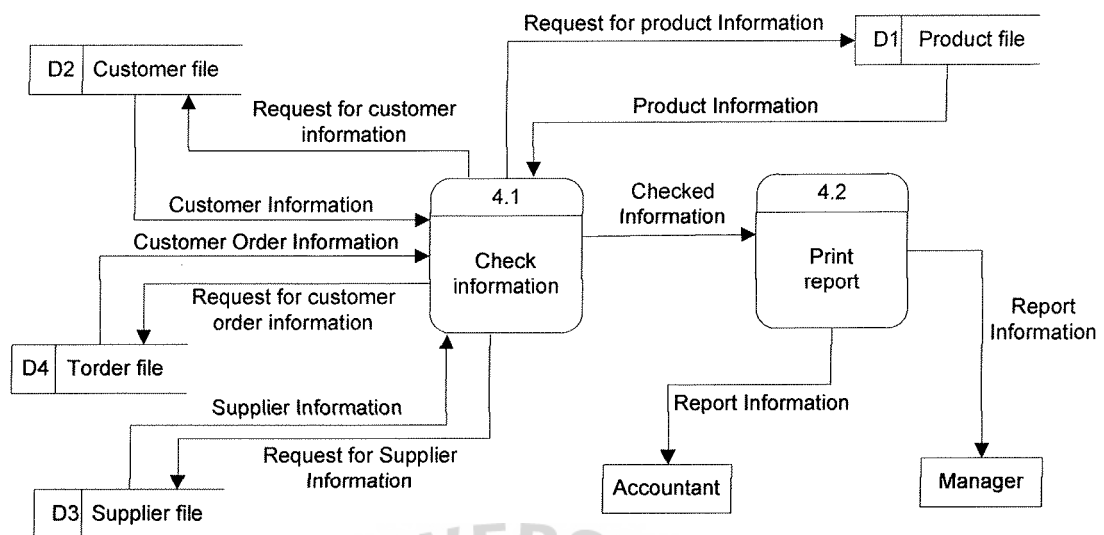 Request for product Information
D1 Product file
D2 Customer file
Request for customer
information
Product Information
4.1
Checked
Information
4.2
Customer Information
Customer Order Information
Check
information
Print
report
Request for customer
order information
Report
Information
D4 Torder file
Supplier Information
Report Information
Request for Supplier
Information
Accountant
Manager
D3 Supplier file